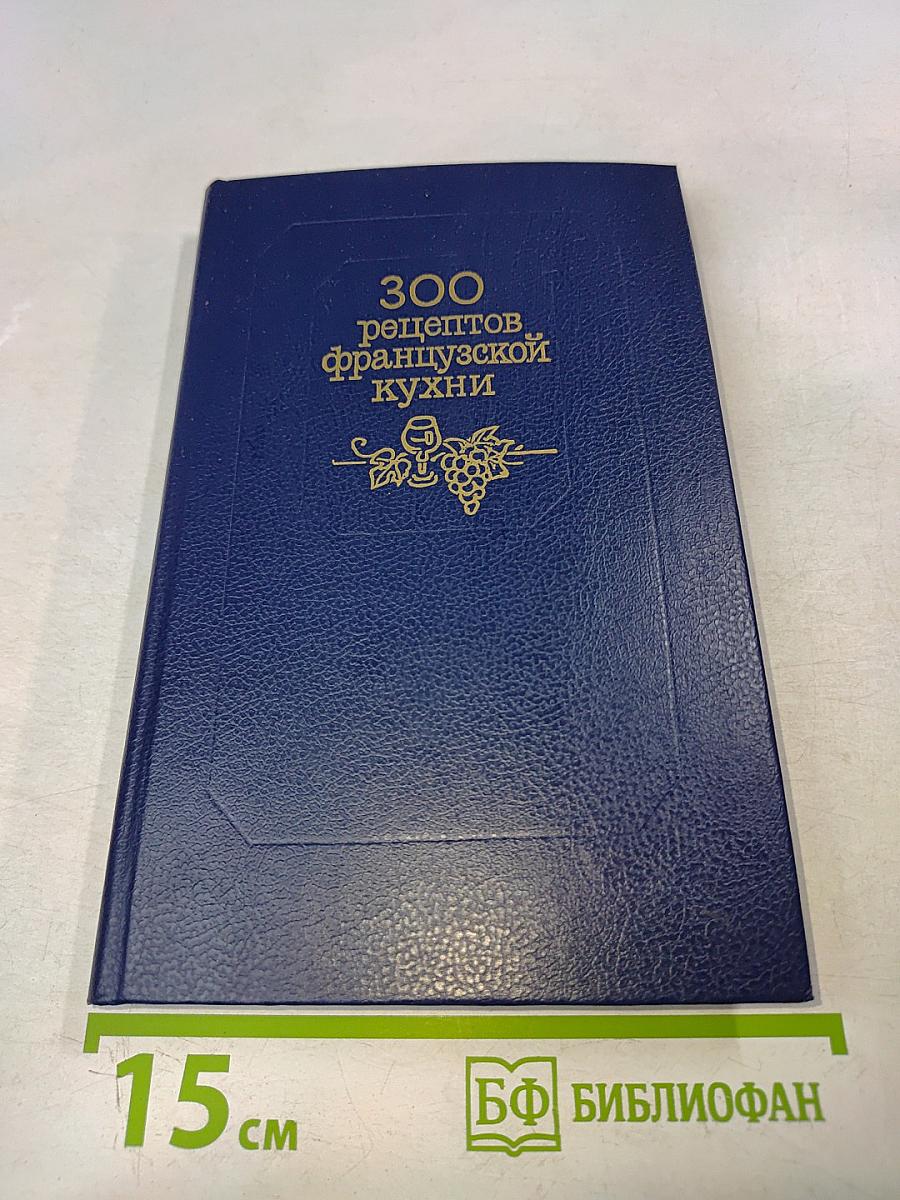 300
рецептов
французской
кухни
15 см
БФ БИБЛИОФАН